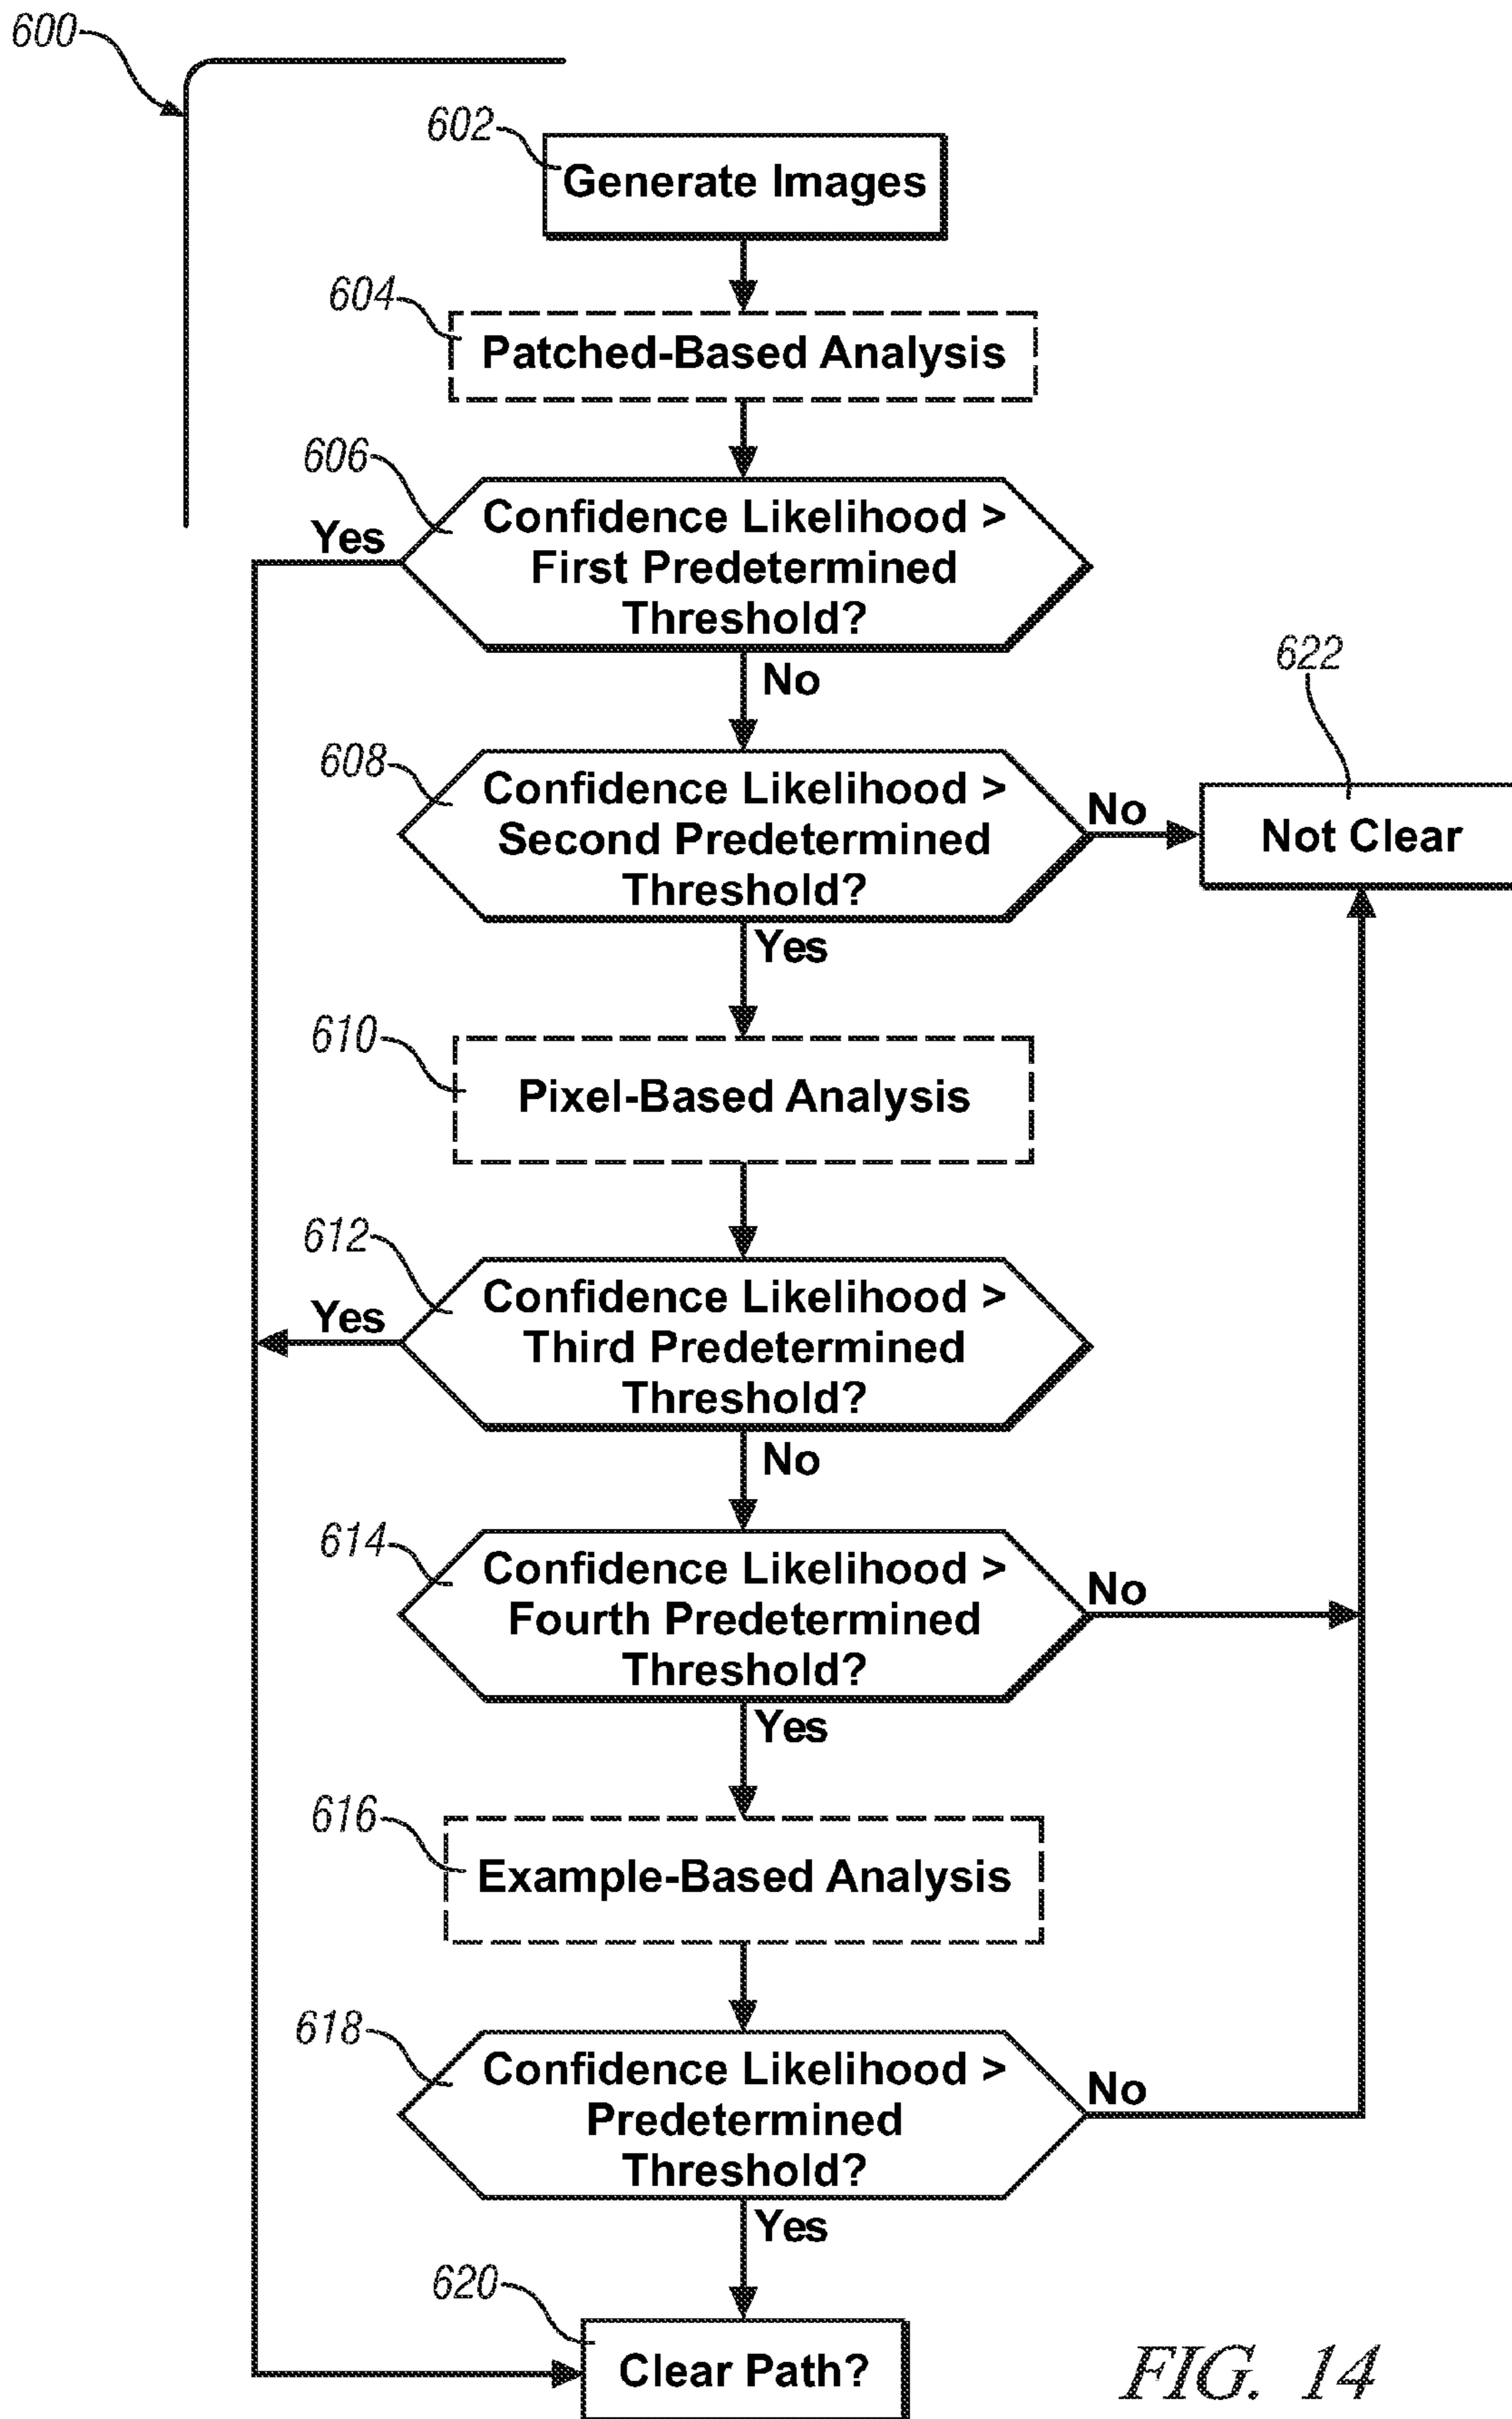 600
602
Generate Images
604
Patched-Based Analysis
606
Confidence Likelihood >
First Predetermined
Threshold?
Yes
No
608
Confidence Likelihood >
Second Predetermined
Threshold?
No
622
Not Clear
Yes
610
Pixel-Based Analysis
612
Confidence Likelihood >
Third Predetermined
Threshold?
Yes
No
614
Confidence Likelihood >
Fourth Predetermined
Threshold?
No
Yes
616
Example-Based Analysis
618
Confidence Likelihood >
Predetermined
Threshold?
No
Yes
620
Clear Path?
FIG. 14